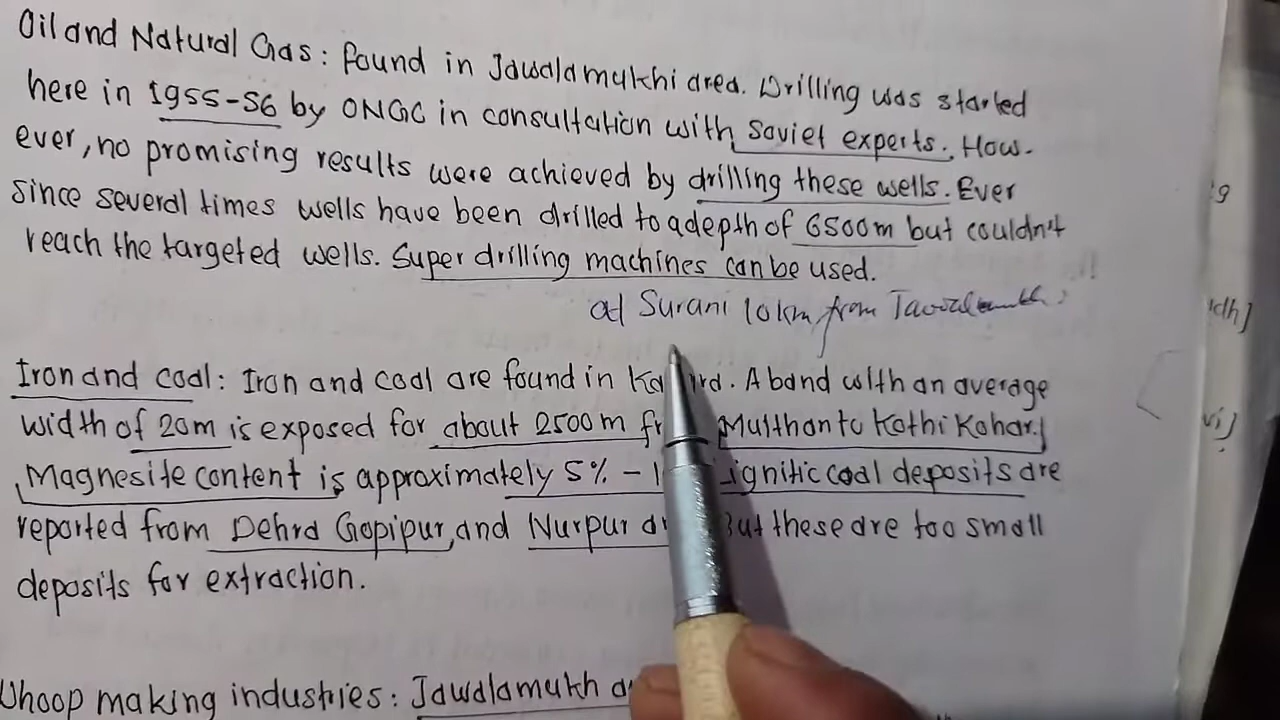 Oil and Natural Gas: found in Jawalamukhi area. Drilling was started
here in 1955-56 by ONGC in consultation with Soviet experts. How-
ever, no promising results were achieved by drilling these wells. Ever
since several times wells have been drilled to a depth of 6500m but couldn't
reach the targeted wells. Super drilling machines can be used.
at Surani 10km from
Iron and coal: Iron and coal are found in. A band with an average
width of 20m is exposed for about 2500m Multhan to Kothi Kohar
Magnesite content is approximately 5% - lignitic coal deposits are
reported from Dehra Gopipur, and Nurpur But these are too small
deposits for extraction.
Dhoop making industries: Jawalamukh